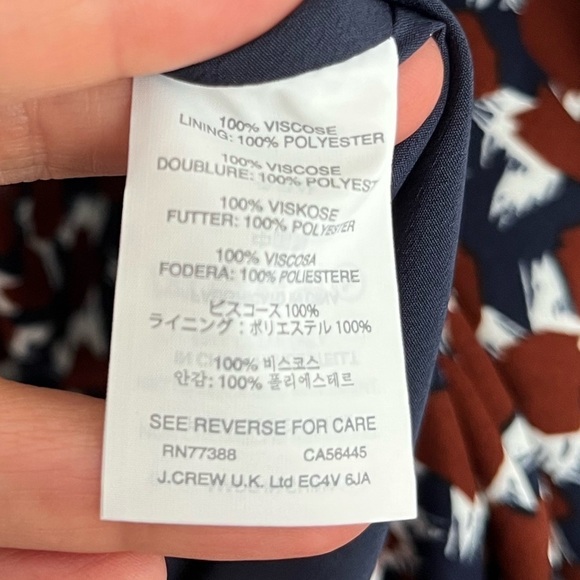 100% VISCOSE
LINING: 100% POLYESTER
100% VISCOSE
DOUBLURE: 100% POLYEST
100% VISKOSE
FUTTER: 100% POLYESTER
100% VISCOSA
FODERA: 100% POLIESTERE
ビスコース 100%
ライニング : ポリエステル 100%
100% 비스코스
안감: 100% 폴리에스테르
SEE REVERSE FOR CARE
RN77388 CA56445
J.CREW U.K. Ltd EC4V 6JA